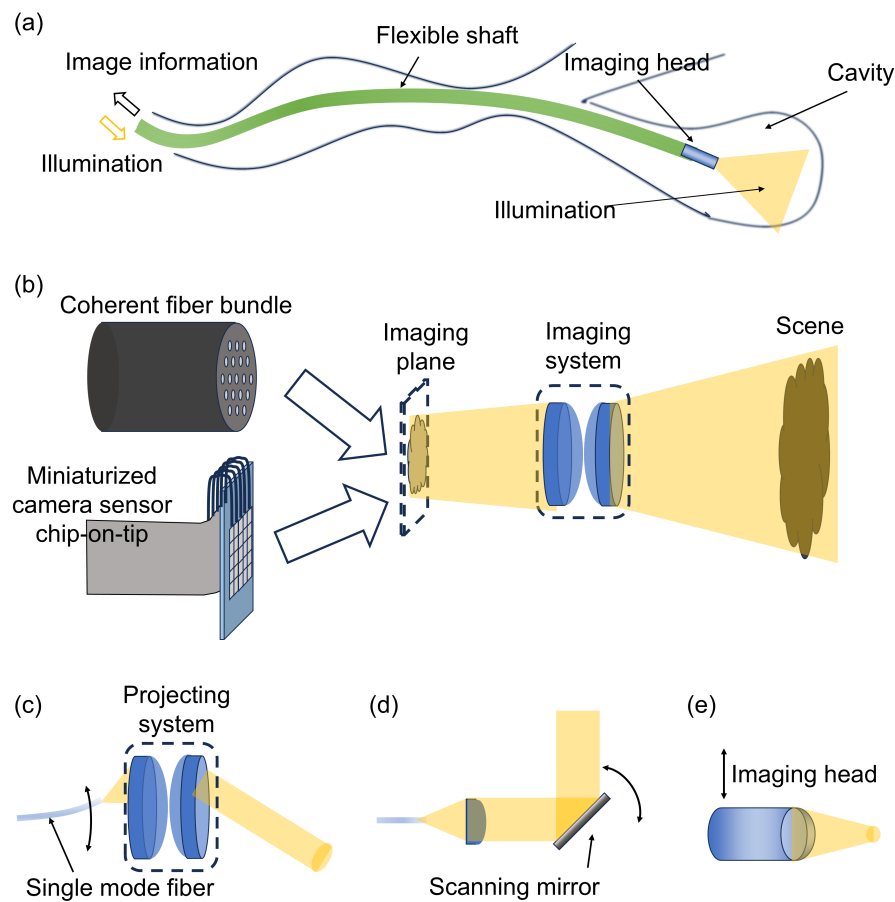 (a)
Flexible shaft
Image information
Imaging head
Cavity
Illumination
Illumination
(b)
Coherent fiber bundle
Imaging
plane
Imaging
system
Scene
Miniaturized
camera sensor
chip-on-tip
(c)
Projecting
system
Single mode fiber
(d)
Scanning mirror
(e)
Imaging head